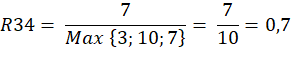 R34 = 7 / Max {3; 10; 7} = 7 / 10 = 0,7